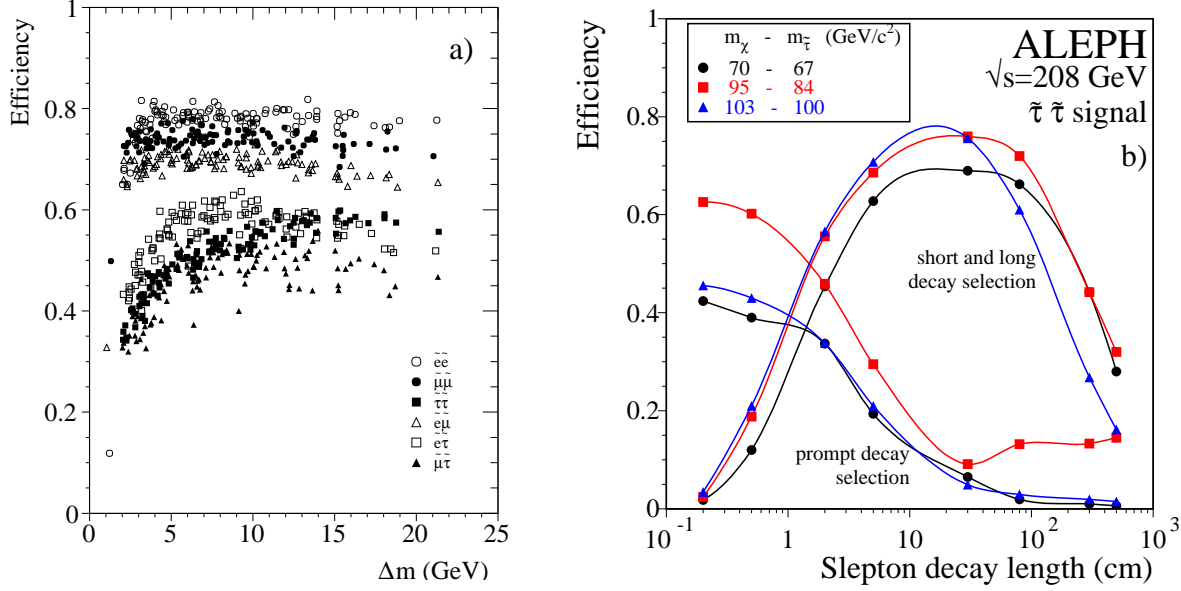 a)
Efficiency
1
0.8
0.6
0.4
0.2
0
0 5 10 15 20 25
Δm (GeV)
ẽẽ
μ̃μ̃
τ̃τ̃
ẽμ̃
ẽτ̃
μ̃τ̃
b)
Efficiency
1
0.8
0.6
0.4
0.2
0
10⁻¹ 1 10 10² 10³
Slepton decay length (cm)
mχ - mτ̃ (GeV/c²)
70 - 67
95 - 84
103 - 100
ALEPH
√s=208 GeV
τ̃ τ̃ signal
short and long
decay selection
prompt decay
selection